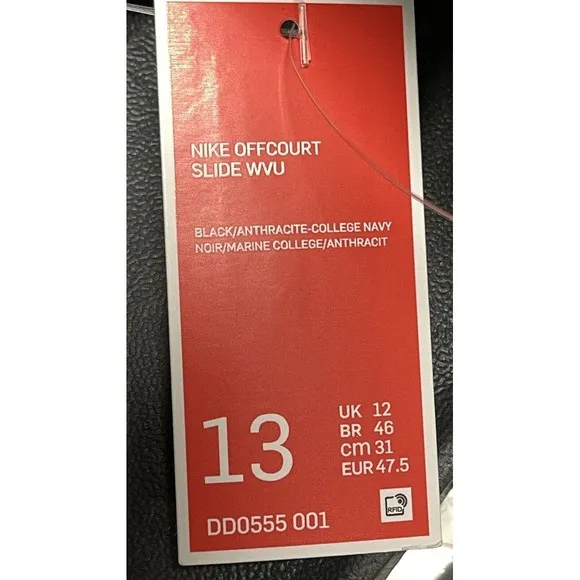 NIKE OFFCOURT
SLIDE WVU
BLACK/ANTHRACITE-COLLEGE NAVY
NOIR/MARINE COLLEGE/ANTHRACIT
13
UK 12
BR 46
cm 31
EUR 47.5
DD0555 001
RFID